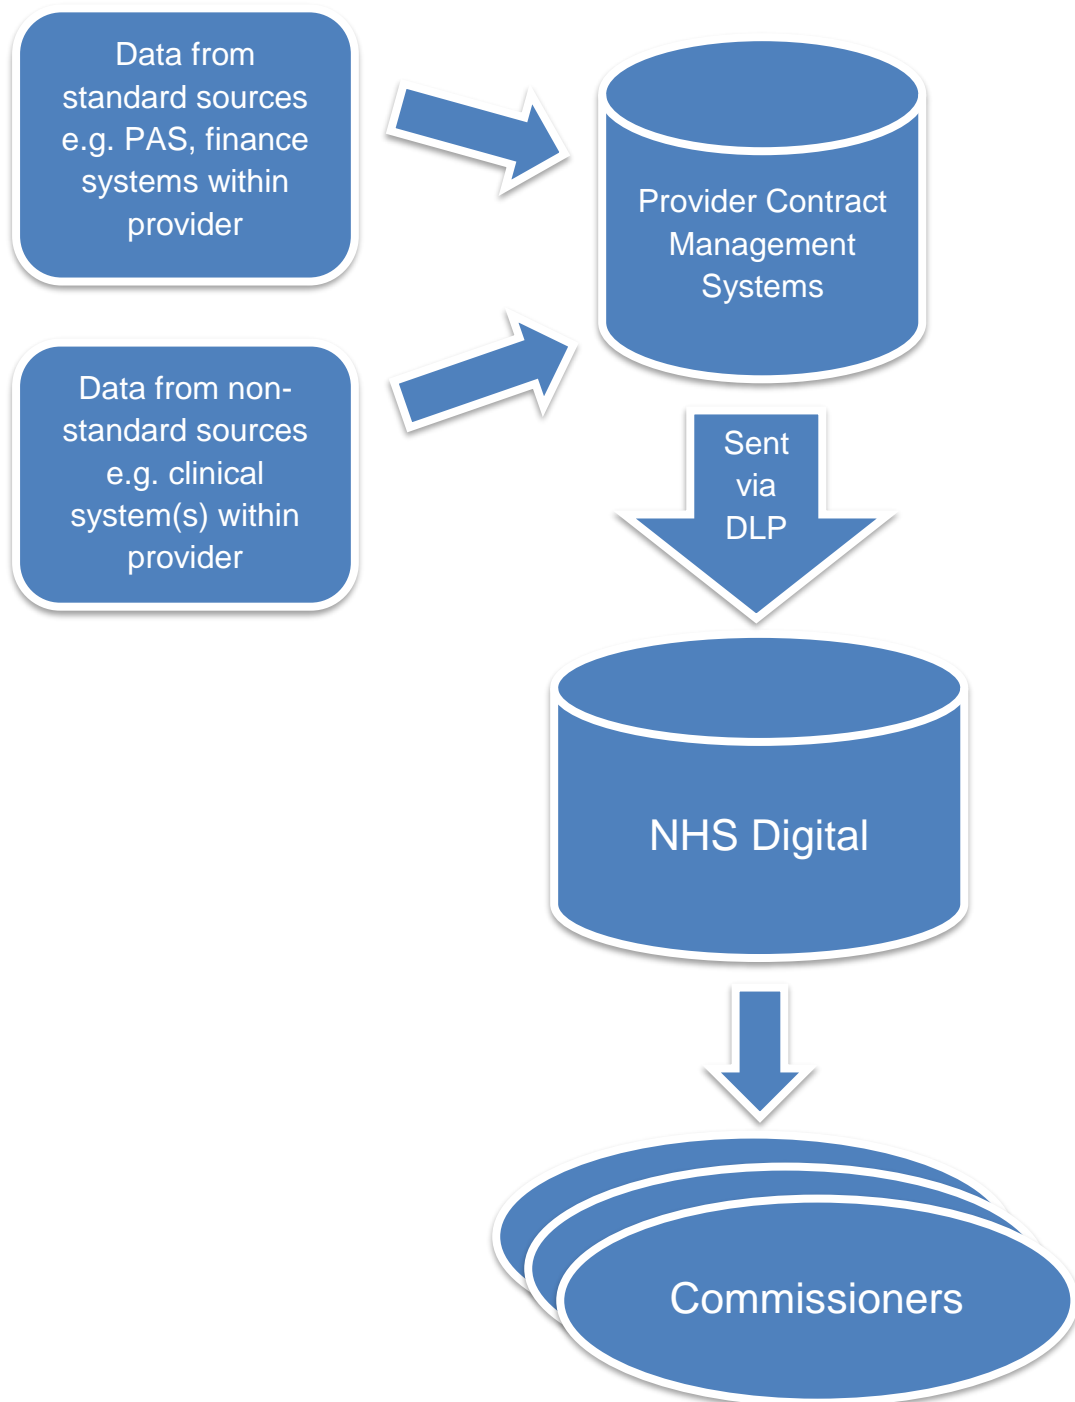 Data from
standard sources
e.g. PAS, finance
systems within
provider
Provider Contract
Management
Systems
Data from non-
standard sources
e.g. clinical
system(s) within
provider
Sent
via
DLP
NHS Digital
Commissioners